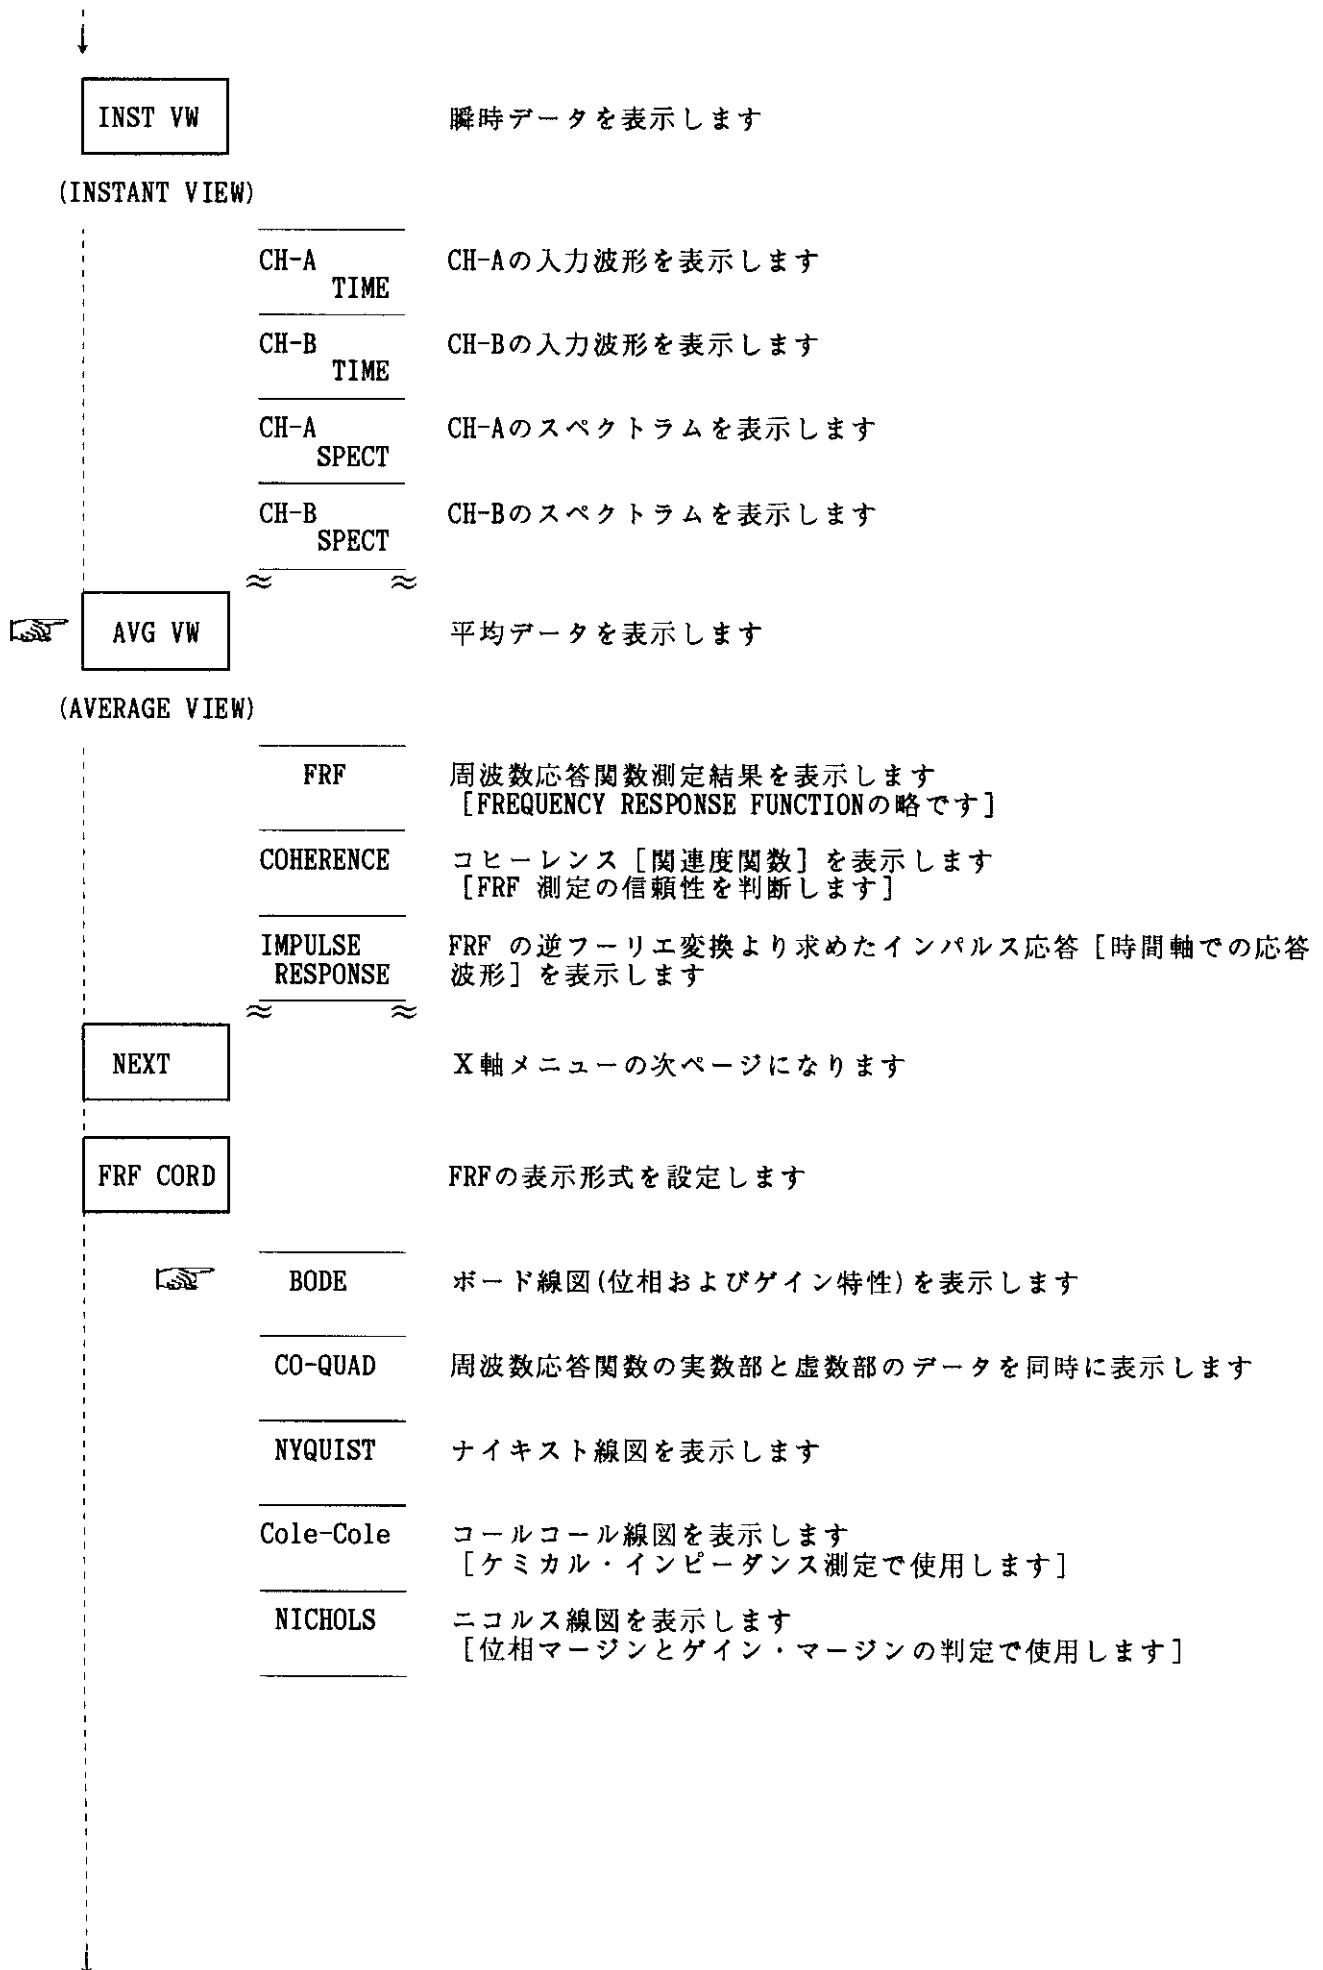 INST VW 瞬時データを表示します
(INSTANT VIEW)
CH-A CH-Aの入力波形を表示します
TIME
CH-B CH-Bの入力波形を表示します
TIME
CH-A CH-Aのスペクトラムを表示します
SPECT
CH-B CH-Bのスペクトラムを表示します
SPECT
AVG VW 平均データを表示します
(AVERAGE VIEW)
FRF 周波数応答関数測定結果を表示します
[FREQUENCY RESPONSE FUNCTIONの略です]
COHERENCE コヒーレンス［関連度関数］を表示します
[FRF 測定の信頼性を判断します]
IMPULSE FRF の逆フーリエ変換より求めたインパルス応答［時間軸での応答
RESPONSE 波形］を表示します
NEXT X軸メニューの次ページになります
FRF CORD FRFの表示形式を設定します
BODE ボード線図(位相およびゲイン特性)を表示します
CO-QUAD 周波数応答関数の実数部と虚数部のデータを同時に表示します
NYQUIST ナイキスト線図を表示します
Cole-Cole コールコール線図を表示します
［ケミカル・インピーダンス測定で使用します］
NICHOLS ニコルス線図を表示します
［位相マージンとゲイン・マージンの判定で使用します］